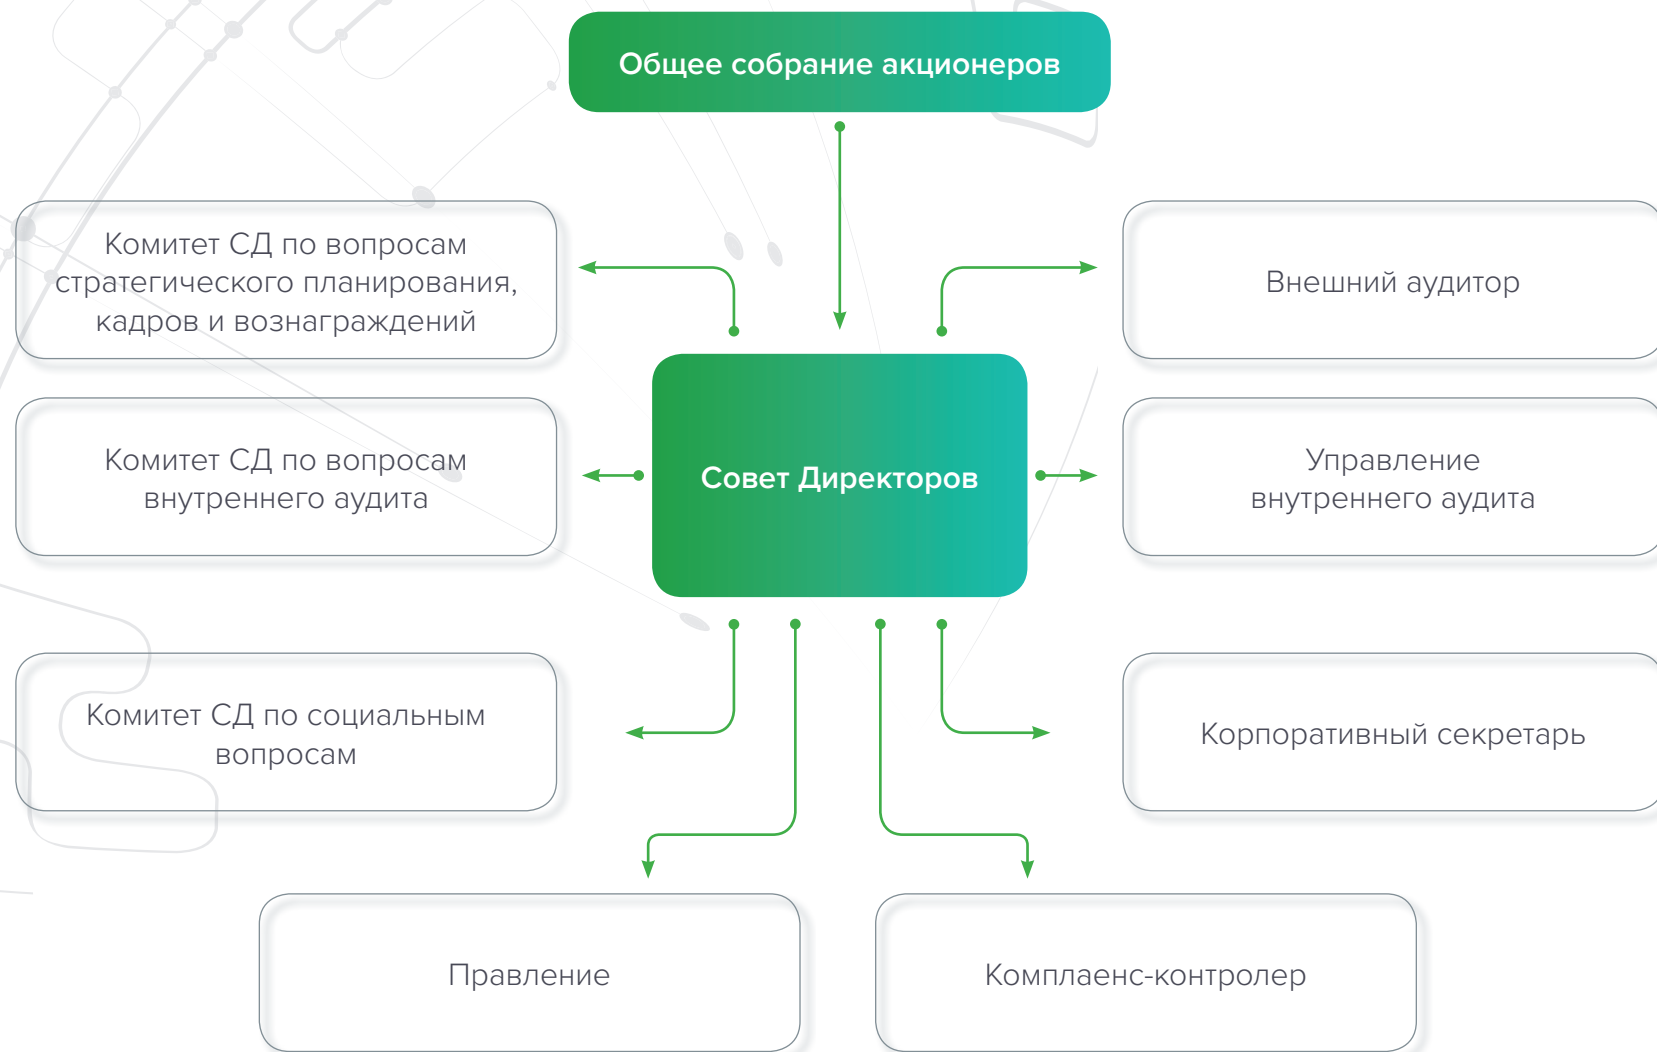 Общее собрание акционеров
Комитет СД по вопросам
стратегического планирования,
кадров и вознаграждений
Внешний аудитор
Комитет СД по вопросам
внутреннего аудита
Совет Директоров
Управление
внутреннего аудита
Комитет СД по социальным
вопросам
Корпоративный секретарь
Правление
Комплаенс-контролер